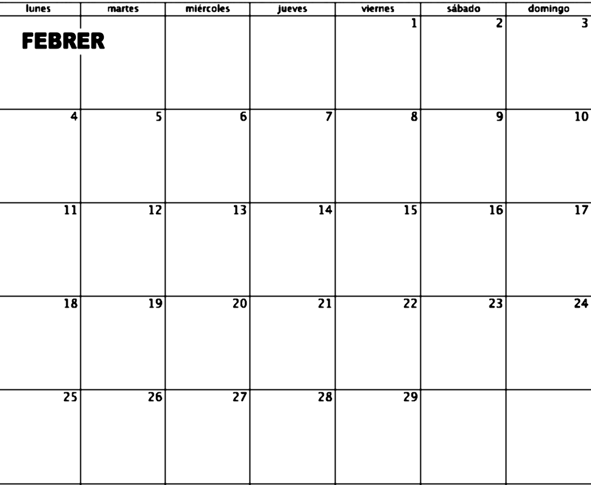 lunes martes miércoles jueves viernes sábado domingo
1 2 3
FEBRER
4 5 6 7 8 9 10
11 12 13 14 15 16 17
18 19 20 21 22 23 24
25 26 27 28 29